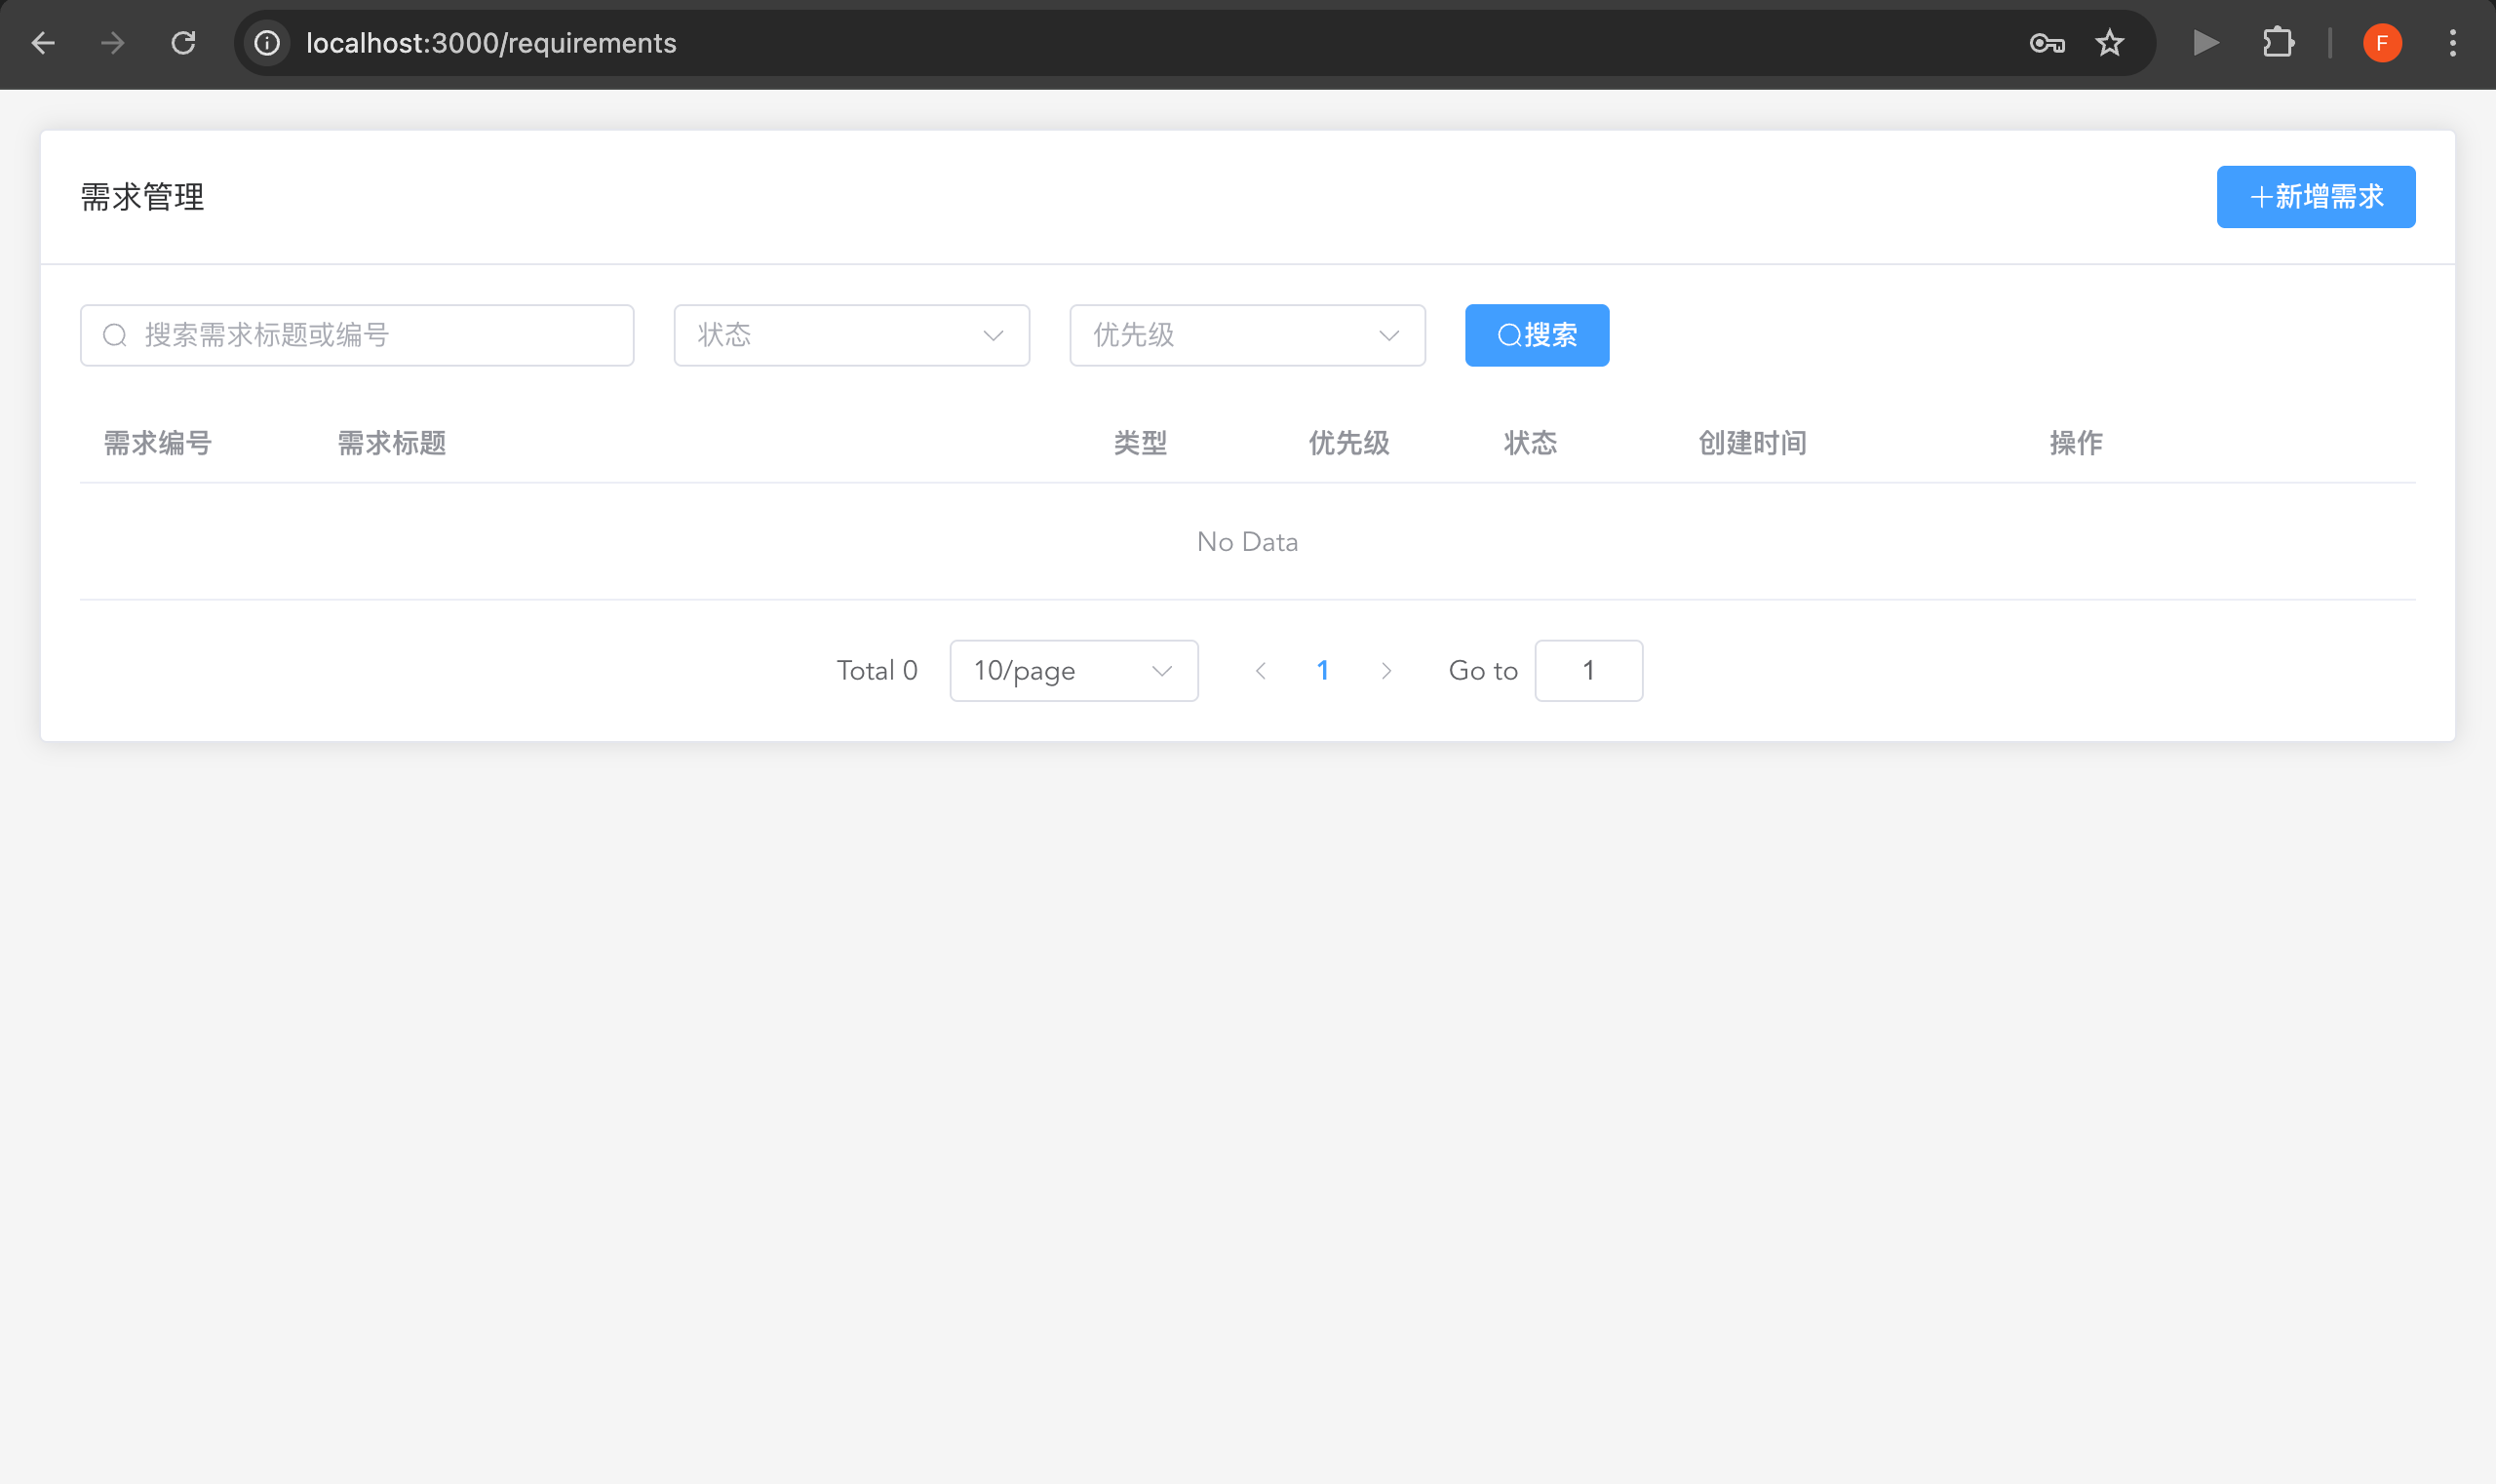 localhost:3000/requirements
F
需求管理
新增需求
搜索需求标题或编号 状态 优先级 搜索
需求编号 需求标题 类型 优先级 状态 创建时间 操作
No Data
Total 0 10/page 1 Go to 1